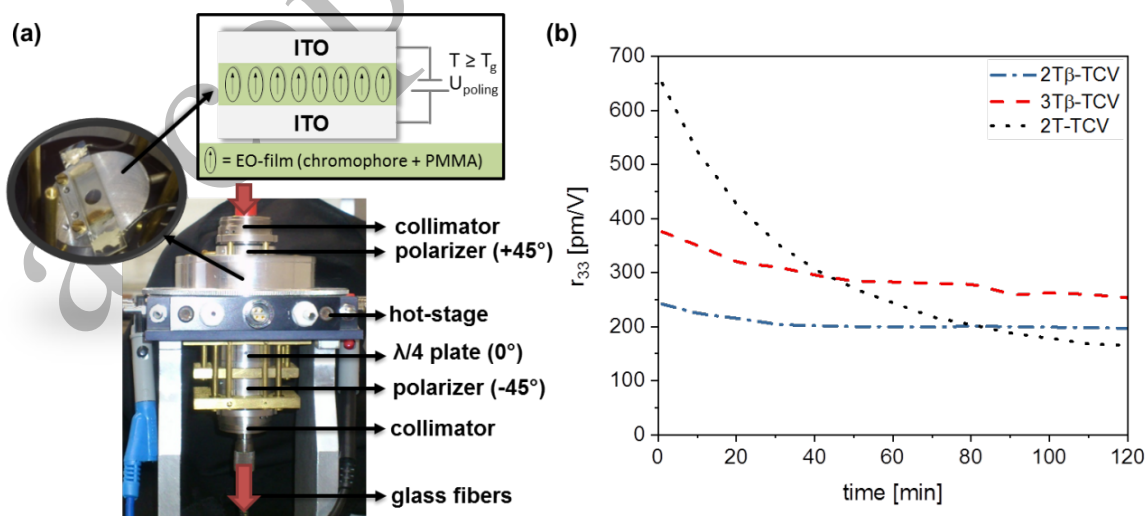 (a)
ITO
ITO
T ≥ Tg
Upoling
= EO-film (chromophore + PMMA)
collimator
polarizer (+45°)
hot-stage
λ/4 plate (0°)
polarizer (-45°)
collimator
glass fibers
(b)
700
600
500
400
300
200
100
0
r33 [pm/V]
2Tβ-TCV
3Tβ-TCV
2T-TCV
0
20
40
60
80
100
120
time [min]